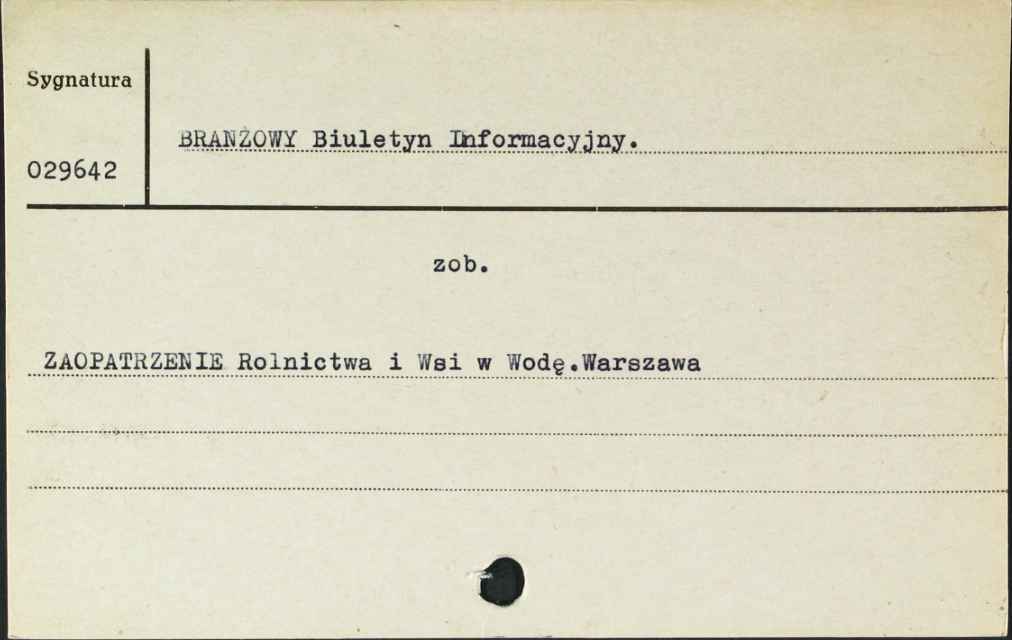 Sygnatura
BRANŻOWY Biuletyn Informacyjny.
029642
zob.
ZAOPATRZENIE Rolnictwa i Wsi w Wodę.Warszawa